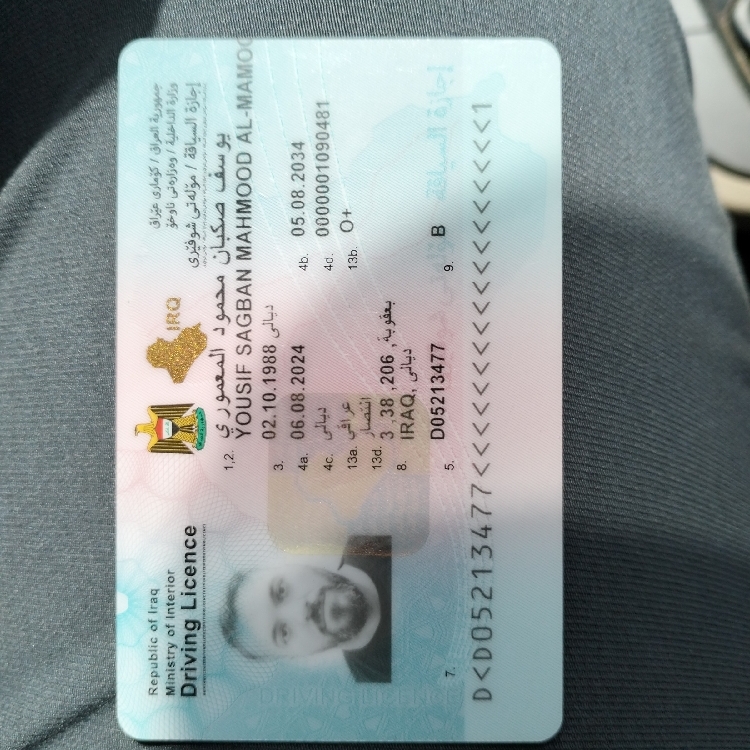 Republic of Iraq
Ministry of Interior
Driving Licence
IRQ
جمهورية العراق / كۆماری عێراق
وزارة الداخلية / وەزارەتی ناوخۆ
إجازة السياقة / مۆڵەتی شوفێری
1,2. يوسف صكبان محمود المعموري
YOUSIF SAGBAN MAHMOOD AL-MAMOO
3. 02.10.1988 ديالى
4a. 06.08.2024 4b. 05.08.2034
4c. ديالى 4d. 0000001090481
13a. عراقي 13b. O+
13d. انتصار
8. 3, 38, 206, بعقوبة,
IRAQ, ديالى
5. D05213477 9. B
7.
إجازة السياقة
DRIVING LICENCE
D<D05213477<<<<<<<<<<<<<<<<<<1